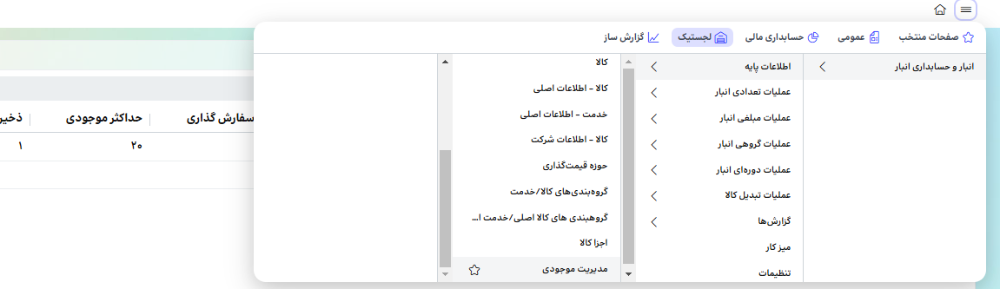 صفحات منتخب
عمومی
حسابداری مالی
لجستیک
گزارش ساز
انبار و حسابداری انبار
اطلاعات پایه
عملیات تعدادی انبار
عملیات مبلغی انبار
عملیات گروهی انبار
عملیات دوره‌ای انبار
عملیات تبدیل کالا
گزارش‌ها
میز کار
تنظیمات
کالا
کالا - اطلاعات اصلی
خدمت - اطلاعات اصلی
کالا - اطلاعات شرکت
حوزه قیمت‌گذاری
گروه‌بندی‌های کالا/خدمت
گروهبندی های کالا اصلی/خدمت ا...
اجزا کالا
مدیریت موجودی
سفارش گذاری
حداکثر موجودی
۲۰
۱